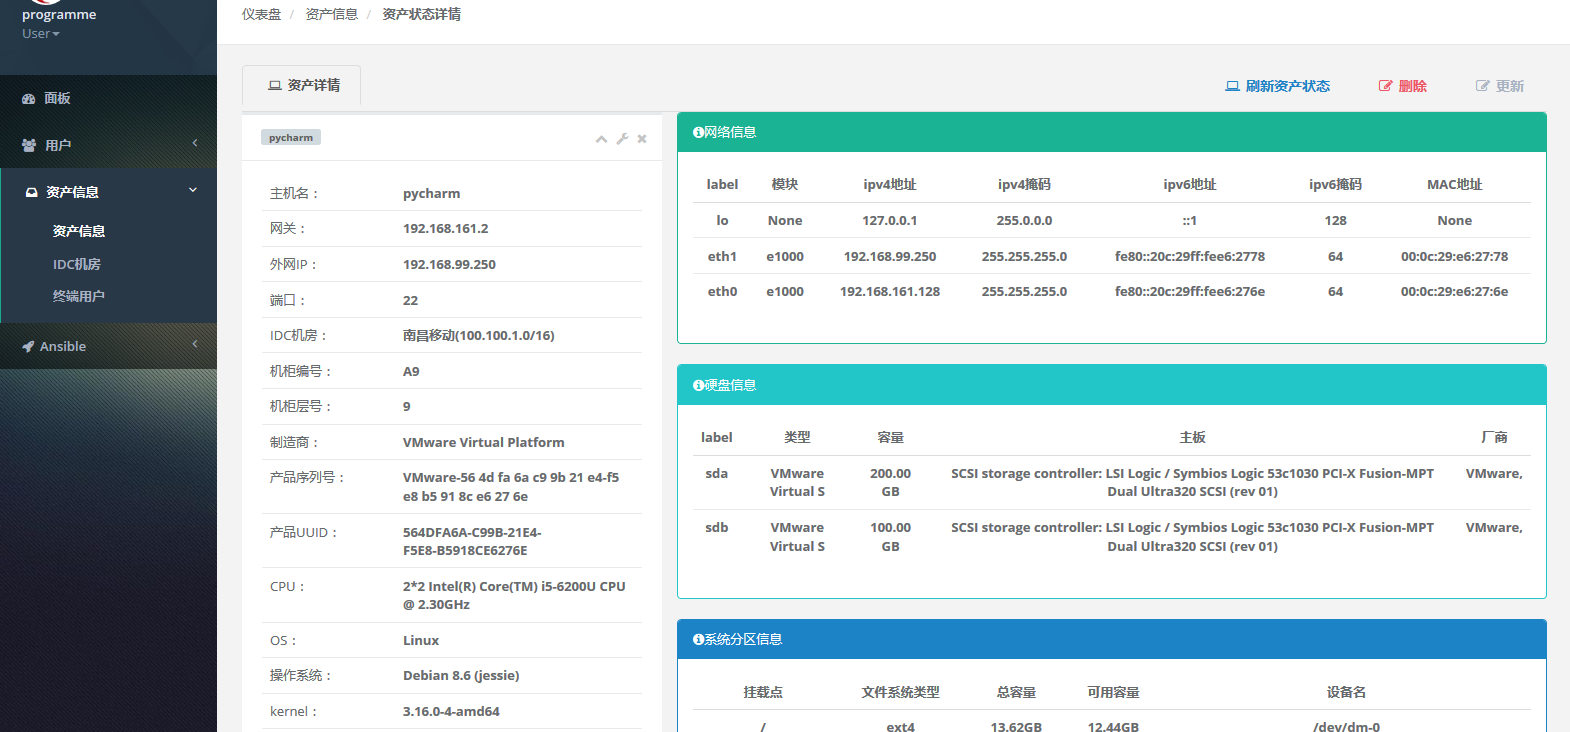 programme
User
面板
用户
资产信息
资产信息
IDC机房
终端用户
Ansible
仪表盘 / 资产信息 / 资产状态详情
资产详情
刷新资产状态 删除 更新
pycharm
主机名： pycharm
网关： 192.168.161.2
外网IP： 192.168.99.250
端口： 22
IDC机房： 南昌移动(100.100.1.0/16)
机柜编号： A9
机柜层号： 9
制造商： VMware Virtual Platform
产品序列号： VMware-56 4d fa 6a c9 9b 21 e4-f5
e8 b5 91 8c e6 27 6e
产品UUID： 564DFA6A-C99B-21E4-
F5E8-B5918CE6276E
CPU： 2*2 Intel(R) Core(TM) i5-6200U CPU
@ 2.30GHz
OS： Linux
操作系统： Debian 8.6 (jessie)
kernel： 3.16.0-4-amd64
网络信息
label 模块 ipv4地址 ipv4掩码 ipv6地址 ipv6掩码 MAC地址
lo None 127.0.0.1 255.0.0.0 ::1 128 None
eth1 e1000 192.168.99.250 255.255.255.0 fe80::20c:29ff:fee6:2778 64 00:0c:29:e6:27:78
eth0 e1000 192.168.161.128 255.255.255.0 fe80::20c:29ff:fee6:276e 64 00:0c:29:e6:27:6e
硬盘信息
label 类型 容量 主板 厂商
sda VMware 200.00 SCSI storage controller: LSI Logic / Symbios Logic 53c1030 PCI-X Fusion-MPT VMware,
Virtual S GB Dual Ultra320 SCSI (rev 01)
sdb VMware 100.00 SCSI storage controller: LSI Logic / Symbios Logic 53c1030 PCI-X Fusion-MPT VMware,
Virtual S GB Dual Ultra320 SCSI (rev 01)
系统分区信息
挂载点 文件系统类型 总容量 可用容量 设备名
/ ext4 13.62GB 12.44GB /dev/dm-0